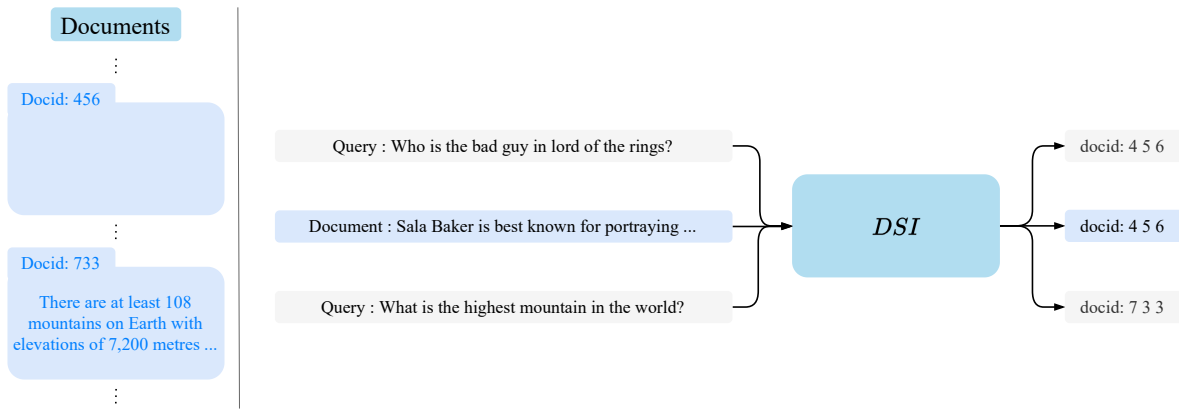 Documents
Docid: 456
Docid: 733
There are at least 108
mountains on Earth with
elevations of 7,200 metres ...
Query : Who is the bad guy in lord of the rings?
Document : Sala Baker is best known for portraying ...
Query : What is the highest mountain in the world?
DSI
docid: 4 5 6
docid: 4 5 6
docid: 7 3 3